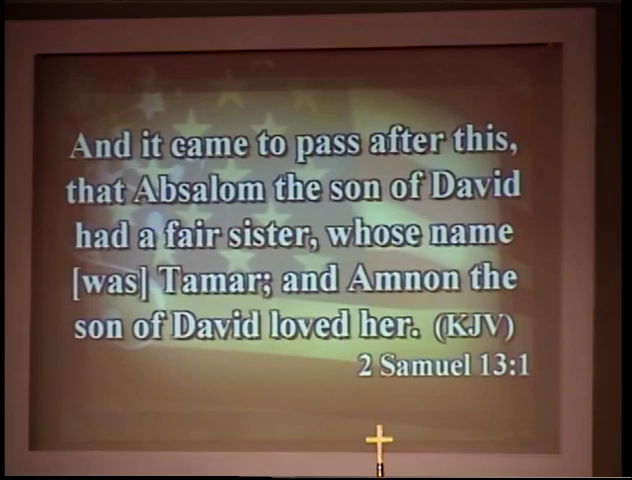 And it came to pass after this,
that Absalom the son of David
had a fair sister, whose name
[was] Tamar; and Amnon the
son of David loved her. (KJV)
2 Samuel 13:1